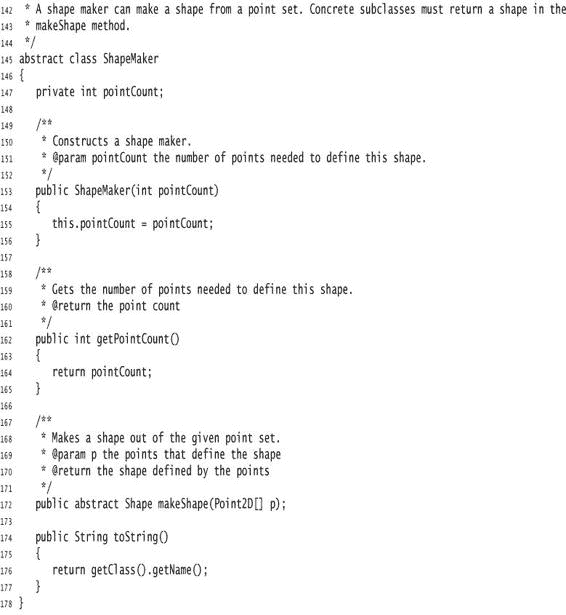 142  * A shape maker can make a shape from a point set. Concrete subclasses must return a shape in the
143  * makeShape method.
144  */
145 abstract class ShapeMaker
146 {
147    private int pointCount;
148
149    /**
150     * Constructs a shape maker.
151     * @param pointCount the number of points needed to define this shape.
152     */
153    public ShapeMaker(int pointCount)
154    {
155       this.pointCount = pointCount;
156    }
157
158    /**
159     * Gets the number of points needed to define this shape.
160     * @return the point count
161     */
162    public int getPointCount()
163    {
164       return pointCount;
165    }
166
167    /**
168     * Makes a shape out of the given point set.
169     * @param p the points that define the shape
170     * @return the shape defined by the points
171     */
172    public abstract Shape makeShape(Point2D[] p);
173
174    public String toString()
175    {
176       return getClass().getName();
177    }
178 }